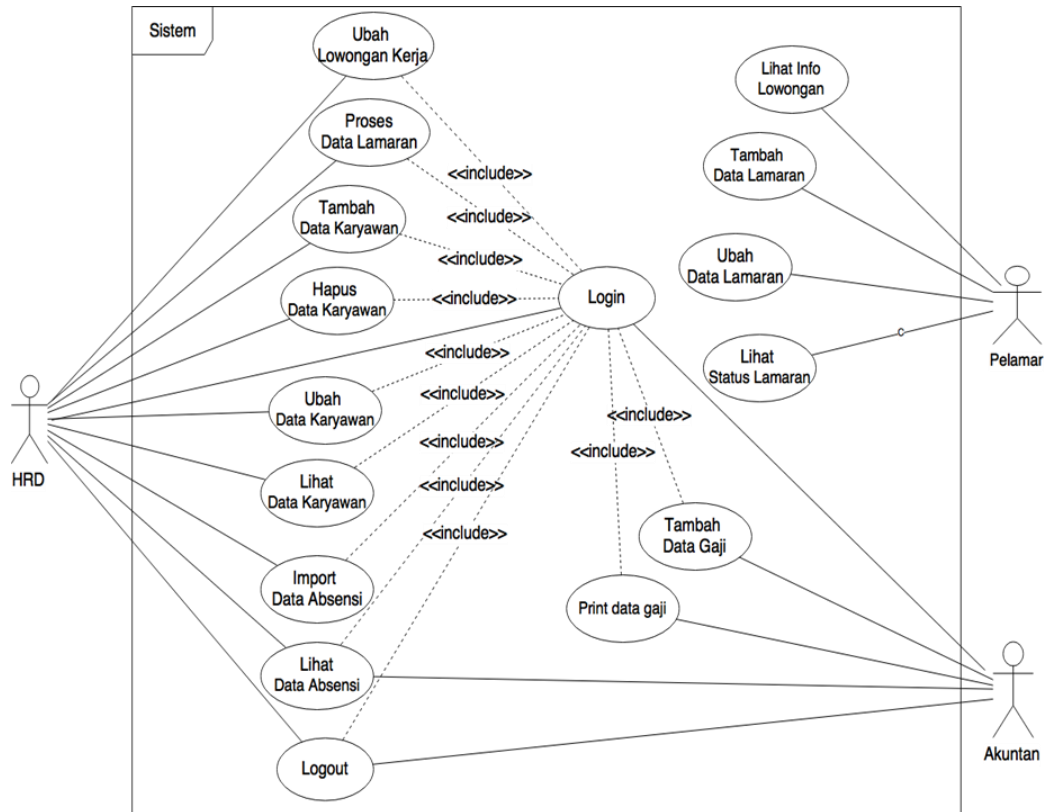 Sistem
Ubah
Lowongan Kerja
Proses
Data Lamaran
Tambah
Data Karyawan
Hapus
Data Karyawan
Ubah
Data Karyawan
Lihat
Data Karyawan
Import
Data Absensi
Lihat
Data Absensi
Logout
HRD
<<include>>
<<include>>
<<include>>
<<include>>
<<include>>
<<include>>
<<include>>
<<include>>
<<include>>
Login
<<include>>
<<include>>
Tambah
Data Gaji
Print data gaji
Lihat Info
Lowongan
Tambah
Data Lamaran
Ubah
Data Lamaran
Lihat
Status Lamaran
c
Pelamar
Akuntan